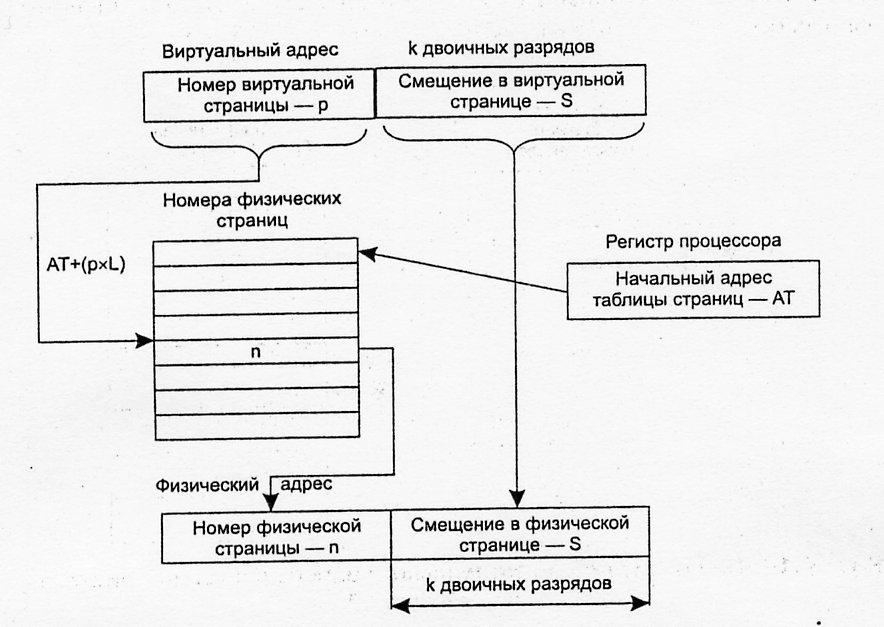 Виртуальный адрес
k двоичных разрядов
Номер виртуальной
страницы — p
Смещение в виртуальной
странице — S
Номера физических
страниц
AT+(p×L)
Регистр процессора
Начальный адрес
таблицы страниц — AT
n
Физический адрес
Номер физической
страницы — n
Смещение в физической
странице — S
k двоичных разрядов